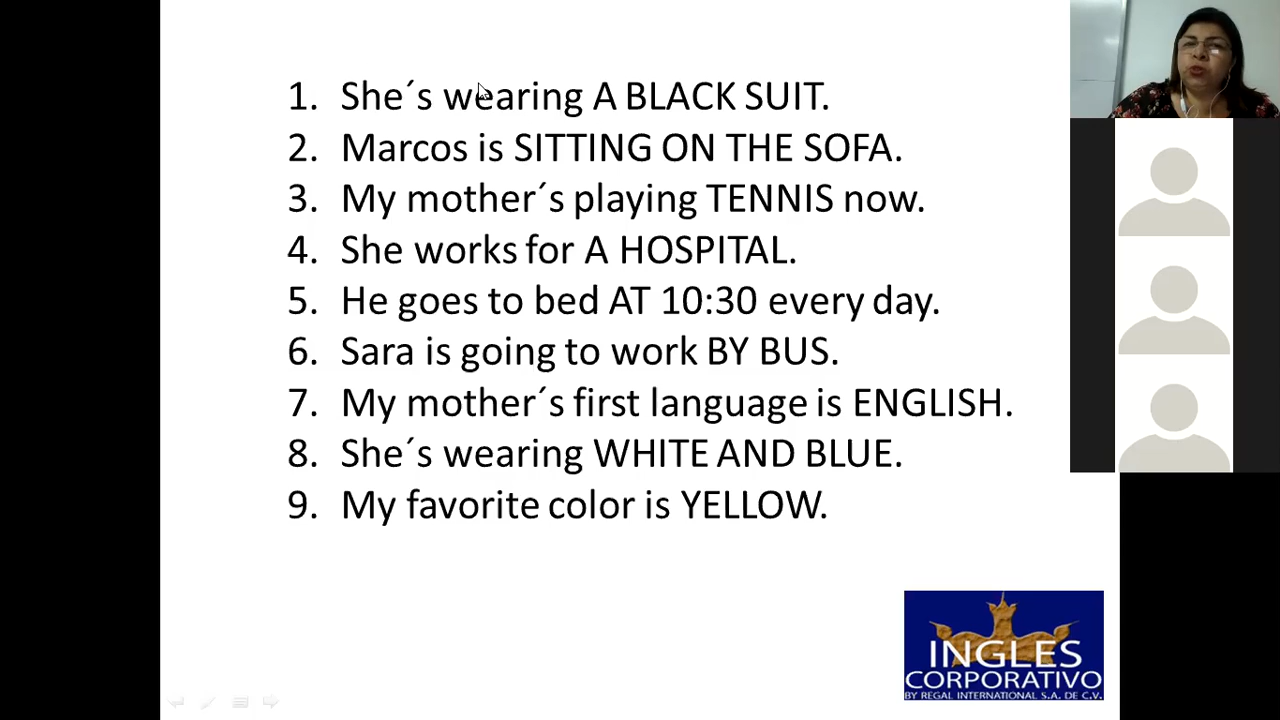 1. She´s wearing A BLACK SUIT.
2. Marcos is SITTING ON THE SOFA.
3. My mother´s playing TENNIS now.
4. She works for A HOSPITAL.
5. He goes to bed AT 10:30 every day.
6. Sara is going to work BY BUS.
7. My mother´s first language is ENGLISH.
8. She´s wearing WHITE AND BLUE.
9. My favorite color is YELLOW.
INGLES
CORPORATIVO
BY REGAL INTERNATIONAL S.A. DE C.V.